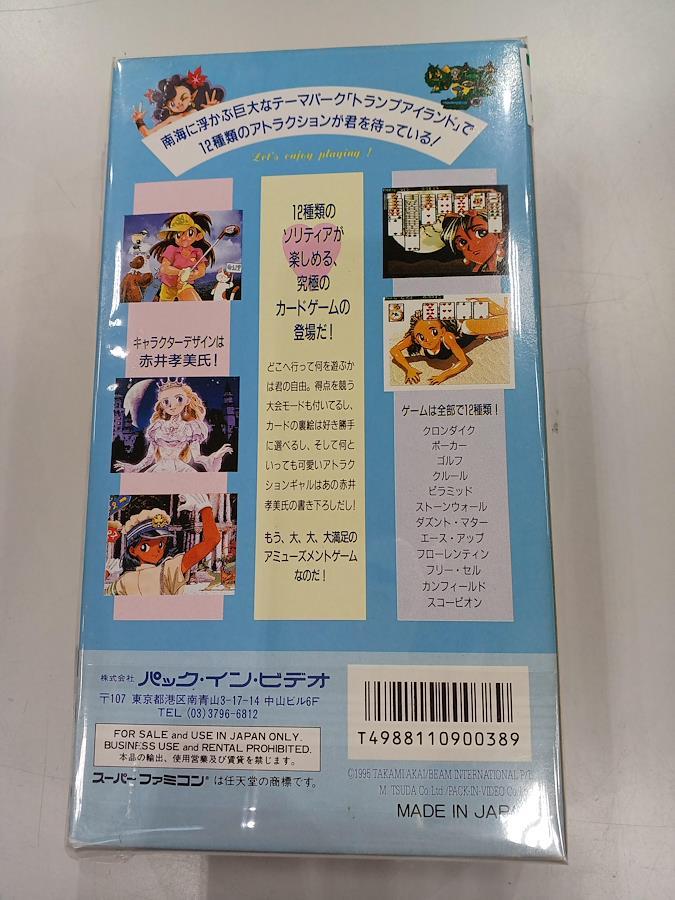 南海に浮かぶ巨大なテーマパーク「トランプアイランド」で
12種類のアトラクションが君を待っている!
Let's enjoy playing !
12種類の
ソリティアが
楽しめる、
究極の
カードゲームの
登場だ!
どこへ行って何を遊ぶか
は君の自由。得点を競う
大会モードも付いてるし、
カードの裏絵は好き勝手
に選べるし、そして何と
いっても可愛いアトラク
ションギャルはあの赤井
孝美氏の書き下ろしだし!
もう、太、太、大満足の
アミューズメントゲーム
なのだ!
キャラクターデザインは
赤井孝美氏!
ゲームは全部で12種類!
クロンダイク
ポーカー
ゴルフ
クルール
ピラミッド
ストーンウォール
ダズント・マター
エース・アップ
フローレンティン
フリー・セル
カンフィールド
スコーピオン
株式会社 パック・イン・ビデオ
〒107 東京都港区南青山3-17-14 中山ビル6F
TEL (03)3796-6812
FOR SALE and USE IN JAPAN ONLY.
BUSINESS USE and RENTAL PROHIBITED.
本品の輸出、使用営業及び賃貸を禁じます。
スーパーファミコン®は任天堂の商標です。
T4988110900389
©1995 TAKAMI AKAI/BEAM INTERNATIONAL P/L
M. TSUDA Co.Ltd./PACK-IN-VIDEO Co.
MADE IN JAPA